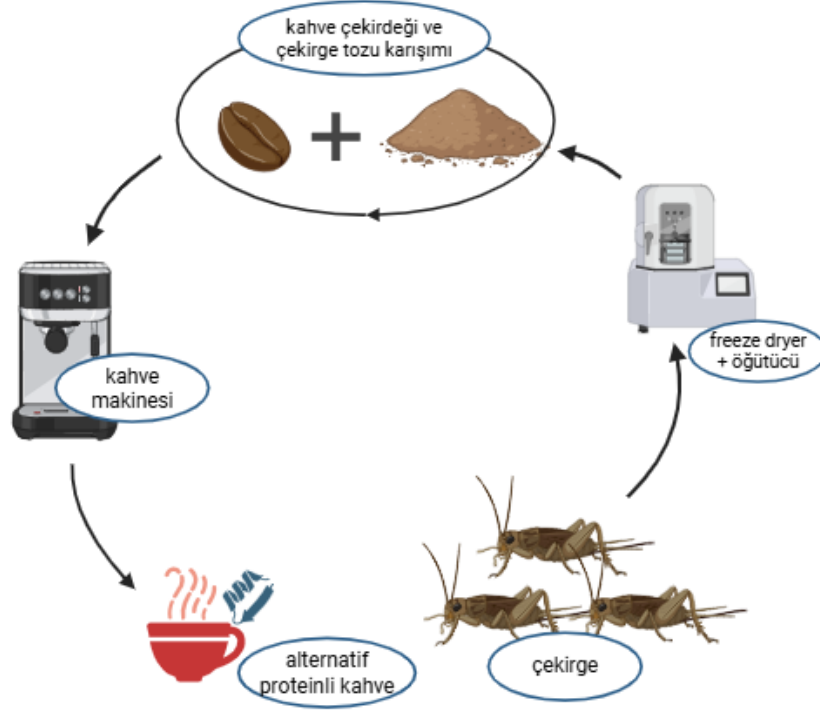 kahve çekirdeği ve
çekirge tozu karışımı
freeze dryer
+ öğütücü
kahve
makinesi
alternatif
proteinli kahve
çekirge